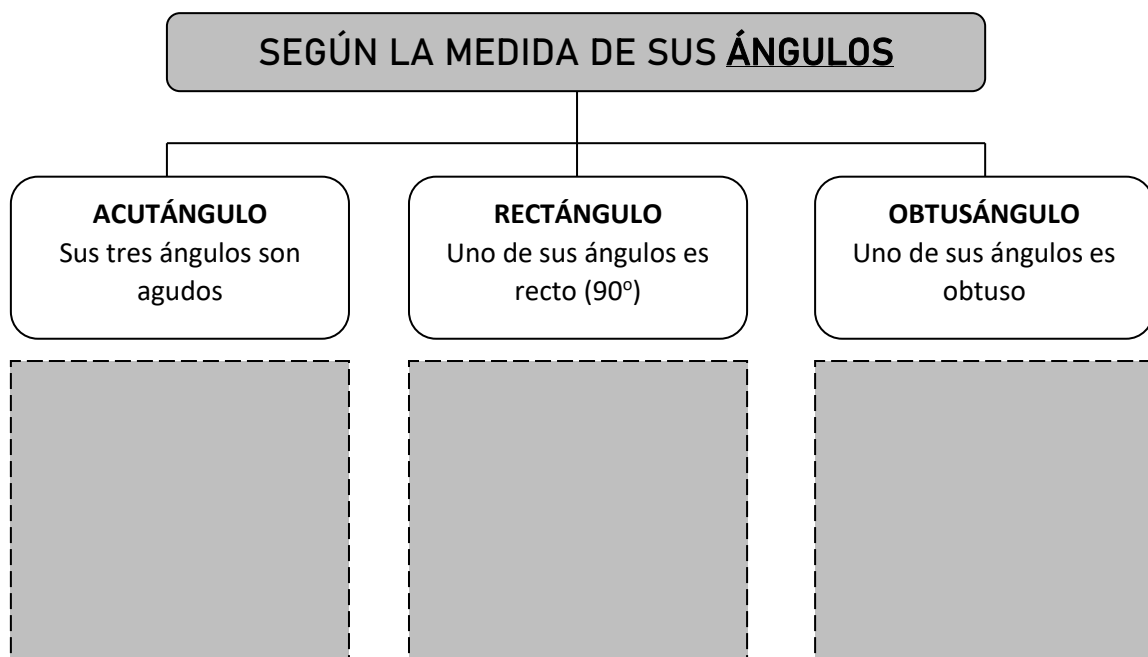 SEGÚN LA MEDIDA DE SUS ÁNGULOS
ACUTÁNGULO
Sus tres ángulos son
agudos
RECTÁNGULO
Uno de sus ángulos es
recto (90º)
OBTUSÁNGULO
Uno de sus ángulos es
obtuso